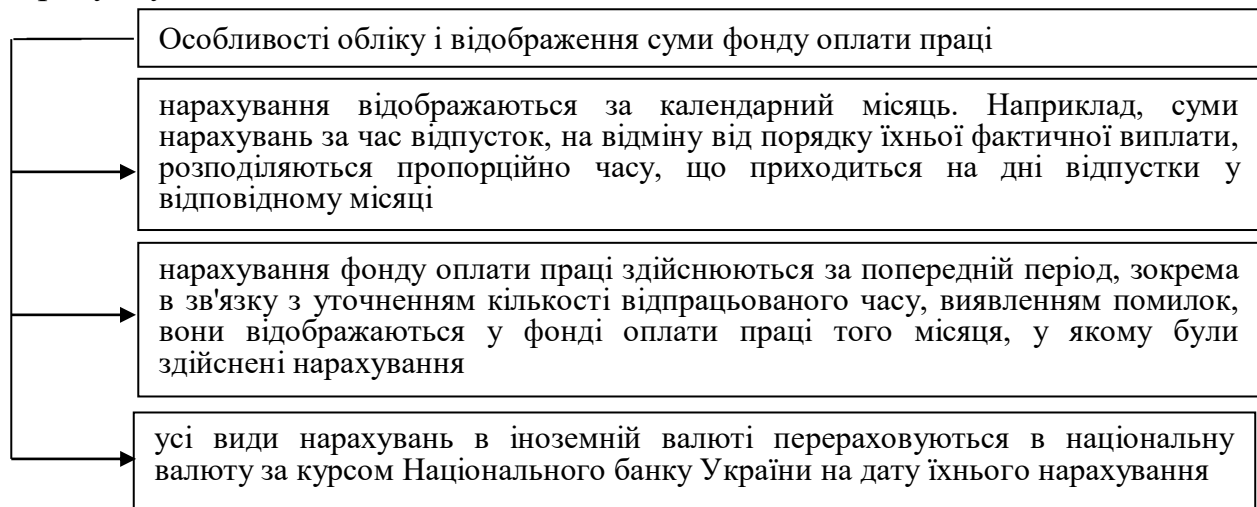 Особливості обліку і відображення суми фонду оплати праці
нарахування відображаються за календарний місяць. Наприклад, суми
нарахувань за час відпусток, на відміну від порядку їхньої фактичної виплати,
розподіляються пропорційно часу, що приходиться на дні відпустки у
відповідному місяці
нарахування фонду оплати праці здійснюються за попередній період, зокрема
в зв'язку з уточненням кількості відпрацьованого часу, виявленням помилок,
вони відображаються у фонді оплати праці того місяця, у якому були
здійснені нарахування
усі види нарахувань в іноземній валюті перераховуються в національну
валюту за курсом Національного банку України на дату їхнього нарахування